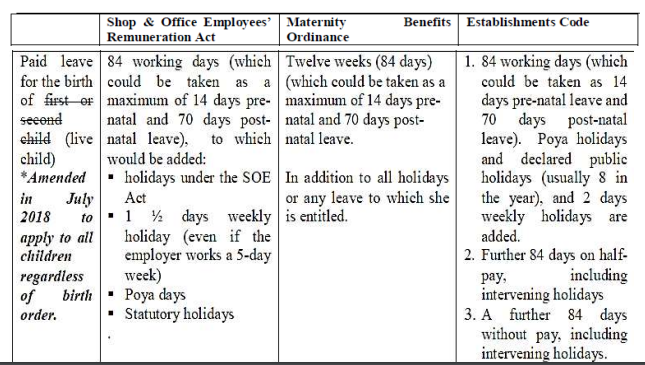 Shop & Office Employees'
Remuneration Act
Maternity Benefits
Ordinance
Establishments Code
Paid leave
for the birth
of first or
second
child (live
child)
*Amended
in July
2018 to
apply to all
children
regardless
of birth
order.
84 working days (which
could be taken as a
maximum of 14 days pre-
natal and 70 days post-
natal leave), to which
would be added:
▪ holidays under the SOE
Act
▪ 1 ½ days weekly
holiday (even if the
employer works a 5-day
week)
▪ Poya days
▪ Statutory holidays
.
Twelve weeks (84 days)
(which could be taken as a
maximum of 14 days pre-
natal and 70 days post-
natal leave.
In addition to all holidays
or any leave to which she
is entitled.
1. 84 working days (which
could be taken as 14
days pre-natal leave and
70 days post-natal
leave). Poya holidays
and declared public
holidays (usually 8 in
the year), and 2 days
weekly holidays are
added.
2. Further 84 days on half-
pay, including
intervening holidays
3. A further 84 days
without pay, including
intervening holidays.